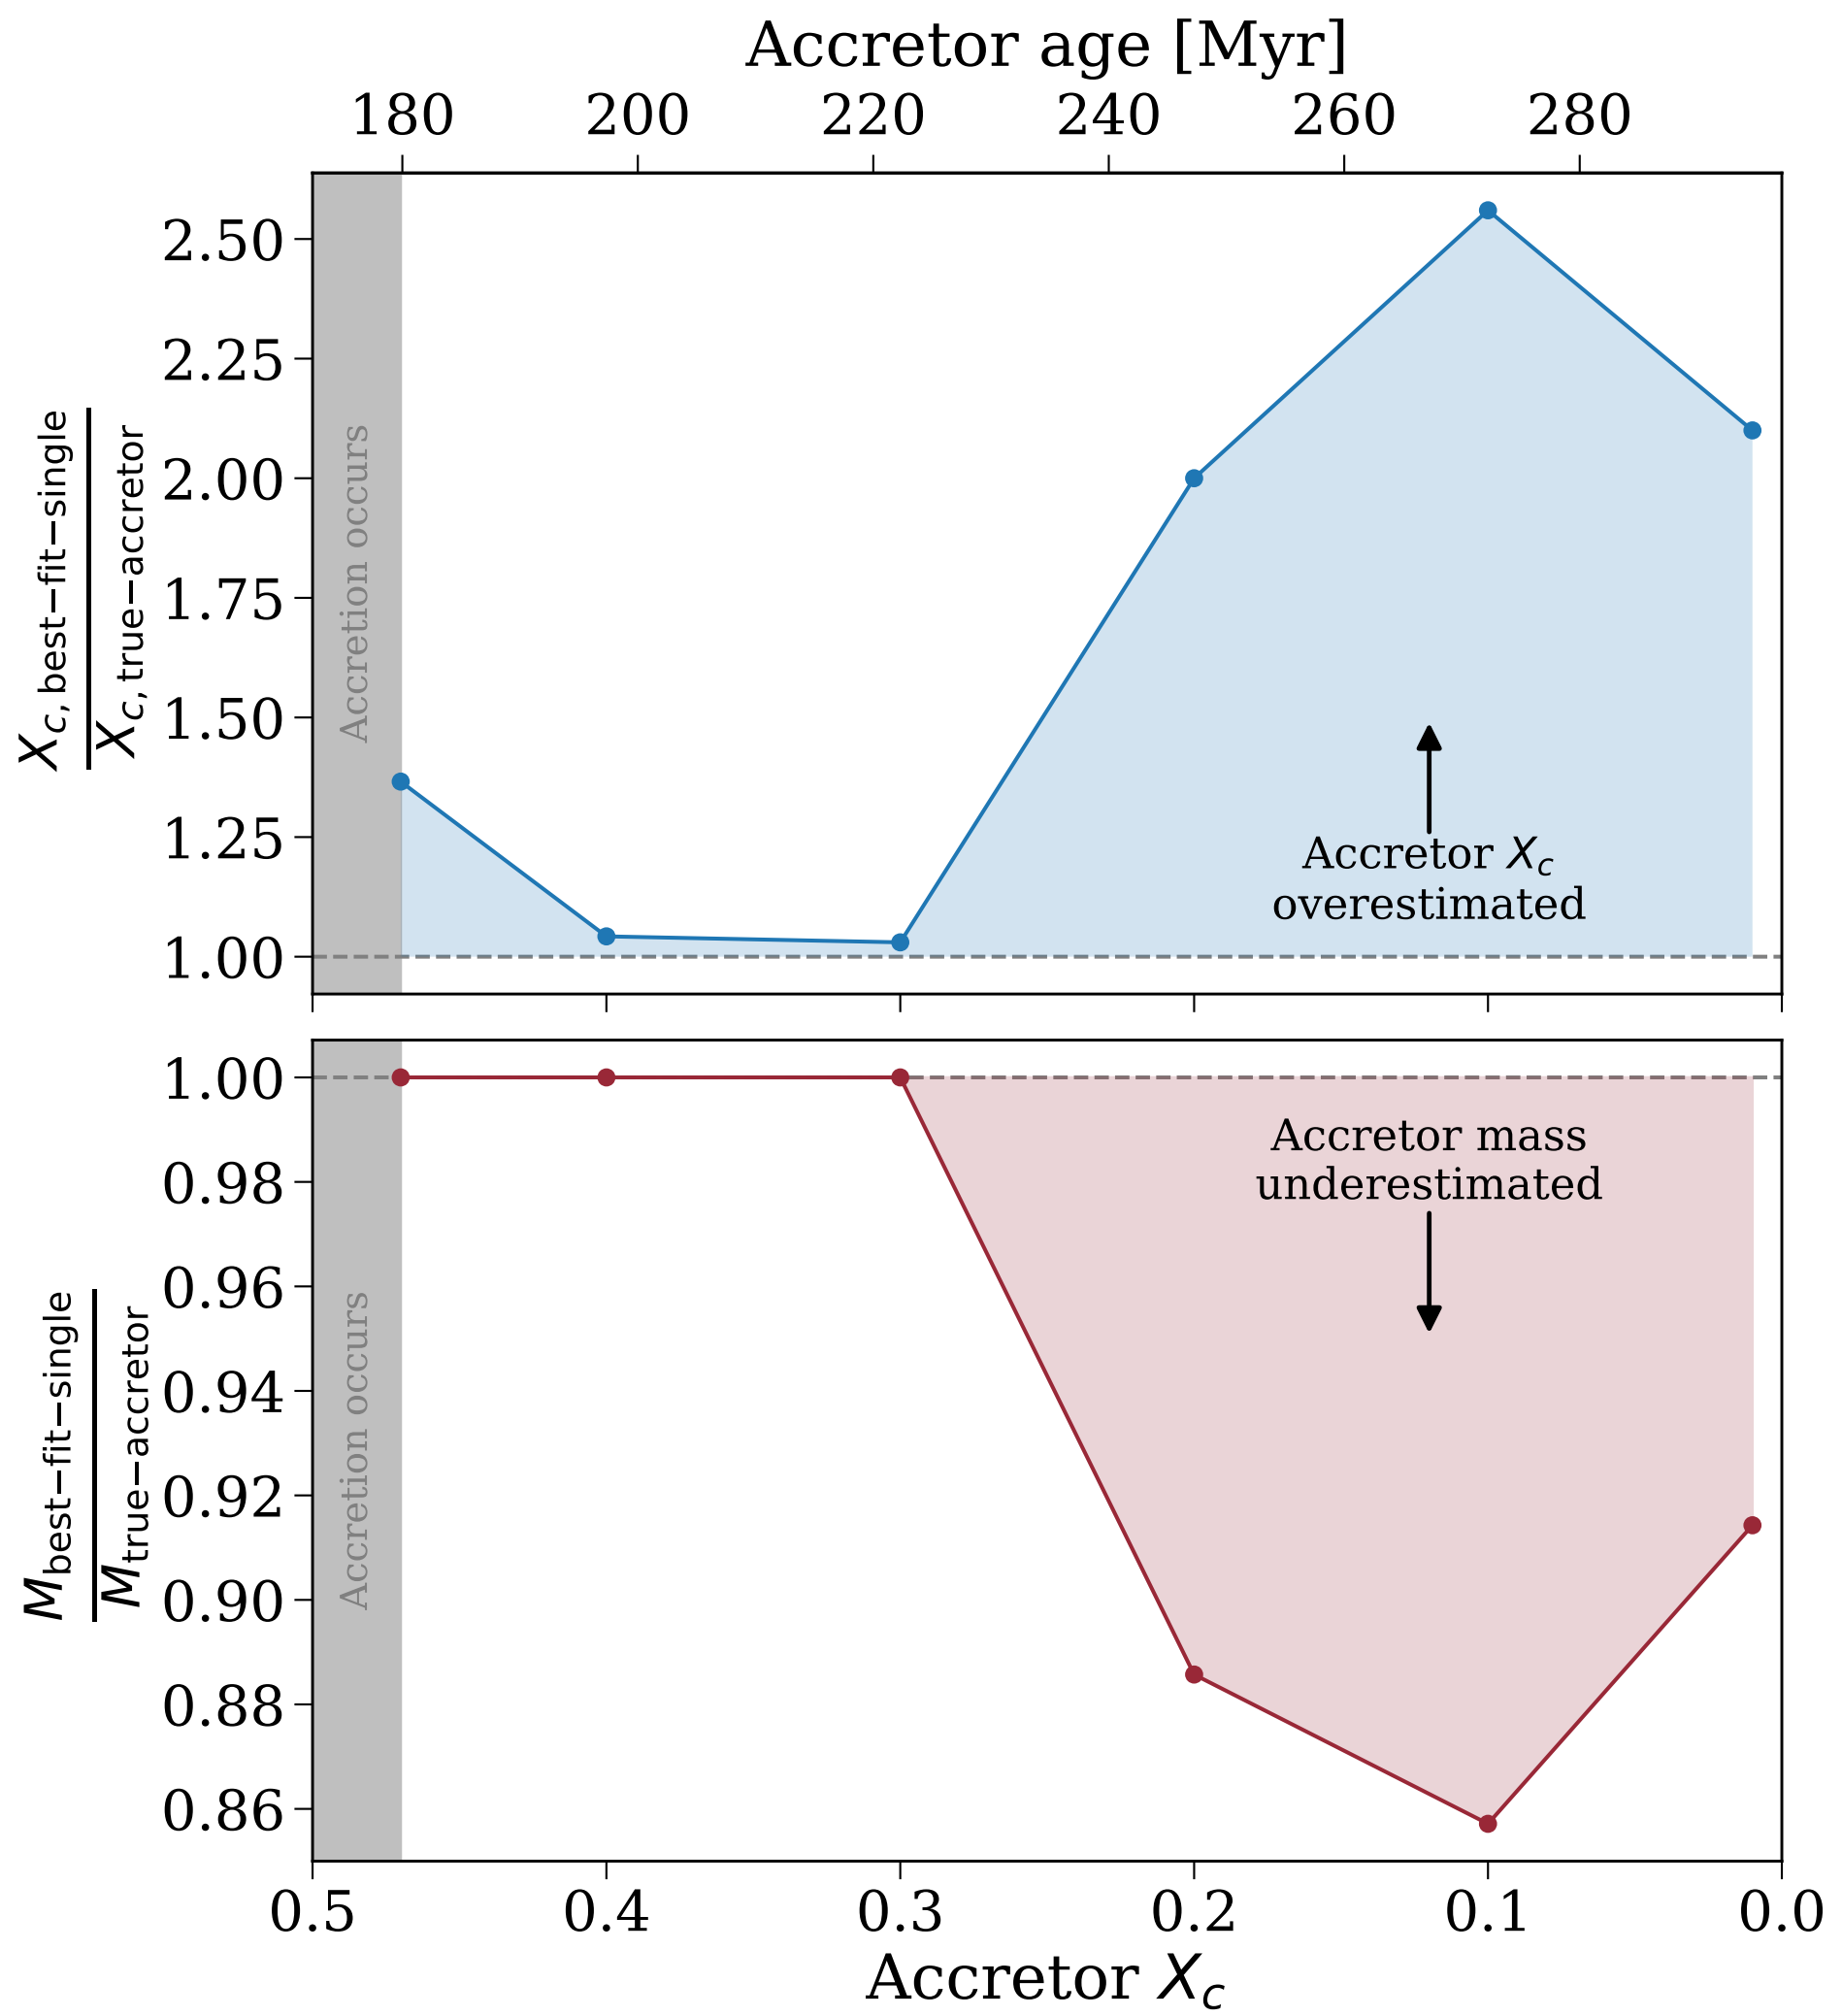 Accretor age [Myr]
180 200 220 240 260 280
2.50
2.25
2.00
1.75
1.50
1.25
1.00
X_{c, best−fit−single}
X_{c, true−accretor}
Accretion occurs
Accretor X_c
overestimated
1.00
0.98
0.96
0.94
0.92
0.90
0.88
0.86
M_{best−fit−single}
M_{true−accretor}
Accretion occurs
Accretor mass
underestimated
0.5 0.4 0.3 0.2 0.1 0.0
Accretor X_c